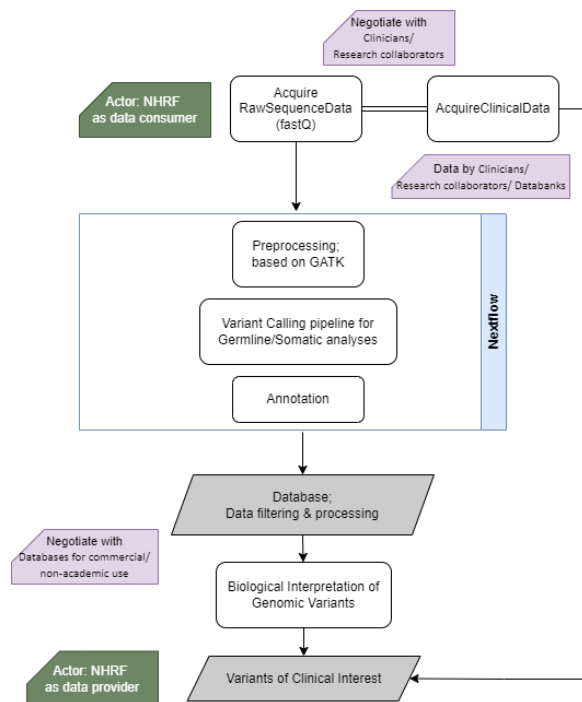 Negotiate with
Clinicians/
Research collaborators
Actor: NHRF
as data consumer
Acquire
RawSequenceData
(fastQ)
AcquireClinicalData
Data by Clinicians/
Research collaborators/ Databanks
Preprocessing;
based on GATK
Variant Calling pipeline for
Germline/Somatic analyses
Annotation
Nextflow
Database;
Data filtering & processing
Negotiate with
Databases for commercial/
non-academic use
Biological Interpretation of
Genomic Variants
Actor: NHRF
as data provider
Variants of Clinical Interest